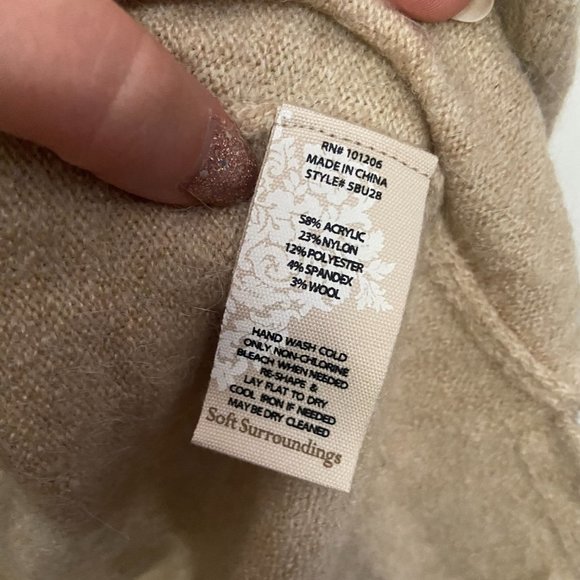 RN# 101206
MADE IN CHINA
STYLE# 5BU28
58% ACRYLIC
23% NYLON
12% POLYESTER
4% SPANDEX
3% WOOL
HAND WASH COLD
ONLY NON-CHLORINE
BLEACH WHEN NEEDED
RE-SHAPE &
LAY FLAT TO DRY
COOL IRON IF NEEDED
MAY BE DRY CLEANED
Soft Surroundings